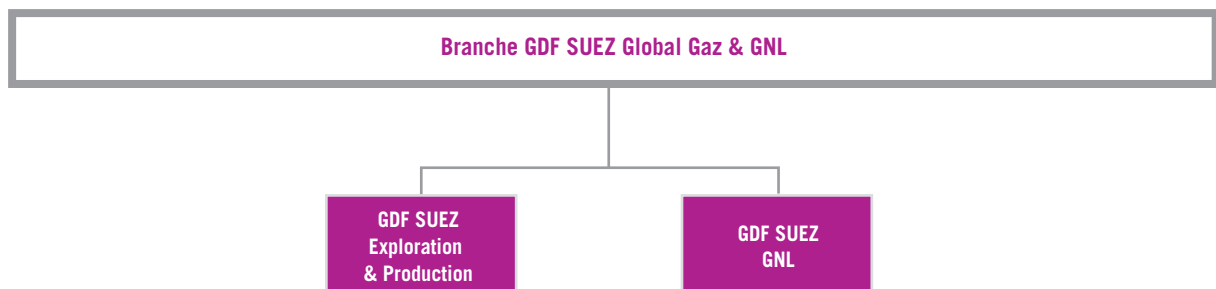 Branche GDF SUEZ Global Gaz & GNL
GDF SUEZ
Exploration
& Production
GDF SUEZ
GNL